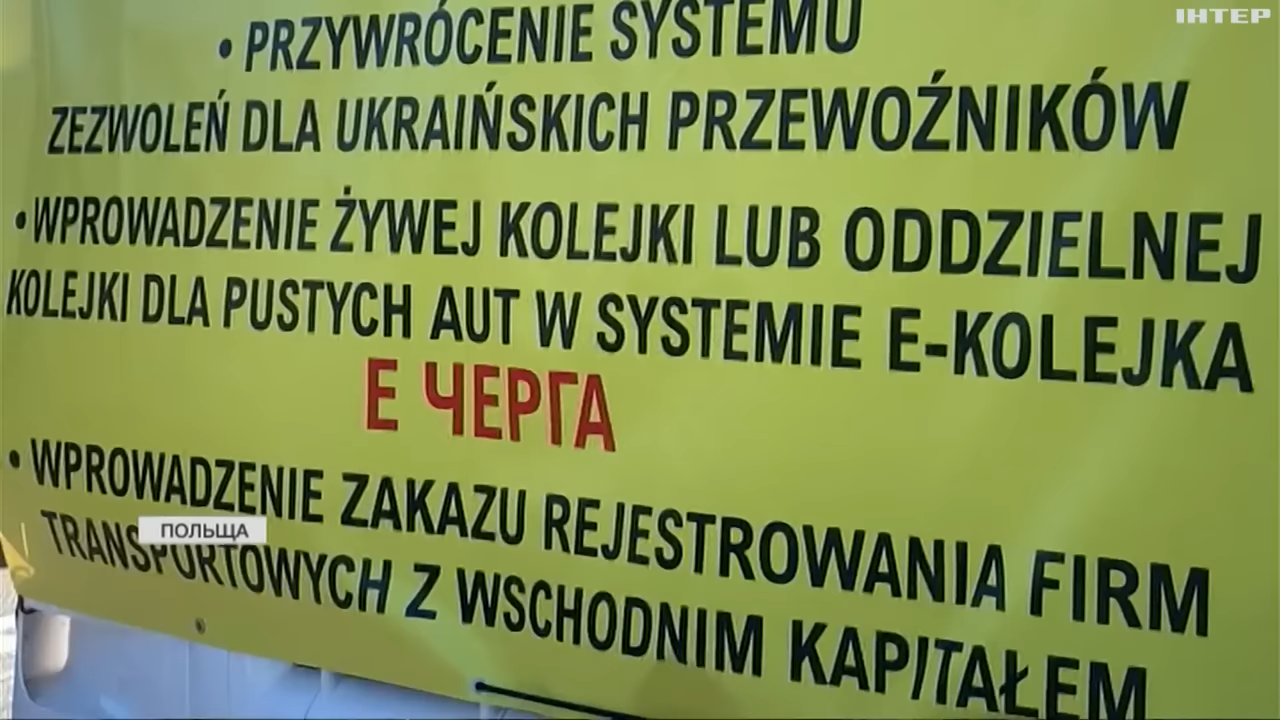 ІНТЕР
• PRZYWRÓCENIE SYSTEMU
ZEZWOLEŃ DLA UKRAIŃSKICH PRZEWOŹNIKÓW
• WPROWADZENIE ŻYWEJ KOLEJKI LUB ODDZIELNEJ
KOLEJKI DLA PUSTYCH AUT W SYSTEMIE E-KOLEJKA
Е ЧЕРГА
• WPROWADZENIE ZAKAZU REJESTROWANIA FIRM
TRANSPORTOWYCH Z WSCHODNIM KAPITAŁEM
ПОЛЬЩА